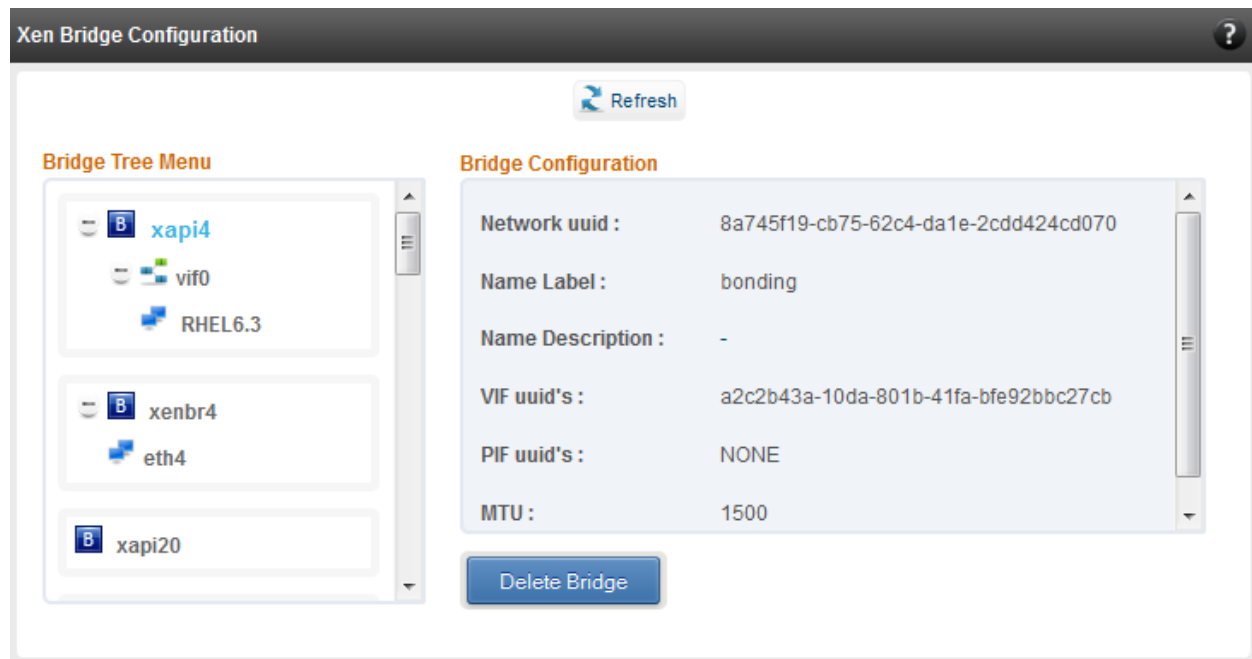 Xen Bridge Configuration
?
Refresh
Bridge Tree Menu
B xapi4
vif0
RHEL6.3
B xenbr4
eth4
B xapi20
Bridge Configuration
Network uuid : 8a745f19-cb75-62c4-da1e-2cdd424cd070
Name Label : bonding
Name Description : -
VIF uuid's : a2c2b43a-10da-801b-41fa-bfe92bbc27cb
PIF uuid's : NONE
MTU : 1500
Delete Bridge